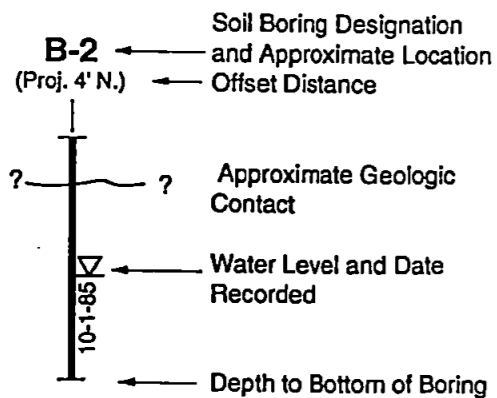 B-2
(Proj. 4' N.)
Soil Boring Designation
and Approximate Location
Offset Distance
? ?
Approximate Geologic
Contact
10-1-85
Water Level and Date
Recorded
Depth to Bottom of Boring